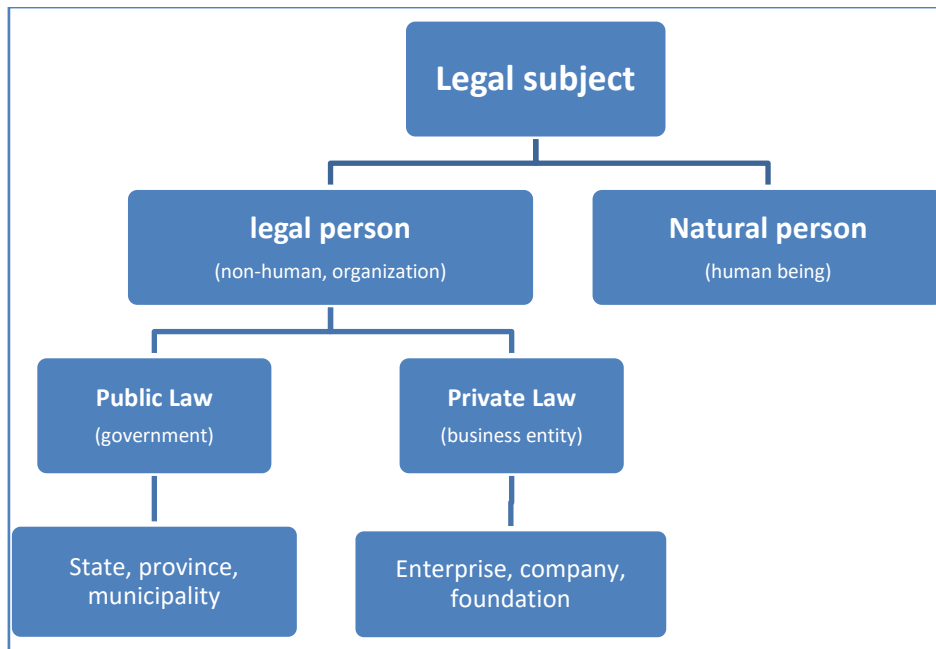 Legal subject
legal person
(non-human, organization)
Natural person
(human being)
Public Law
(government)
Private Law
(business entity)
State, province,
municipality
Enterprise, company,
foundation